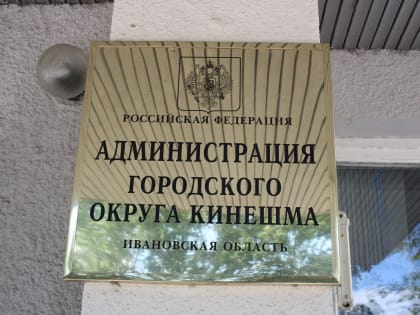 РОССИЙСКАЯ ФЕДЕРАЦИЯ
АДМИНИСТРАЦИЯ
ГОРОДСКОГО
ОКРУГА КИНЕШМА
ИВАНОВСКАЯ ОБЛАСТЬ